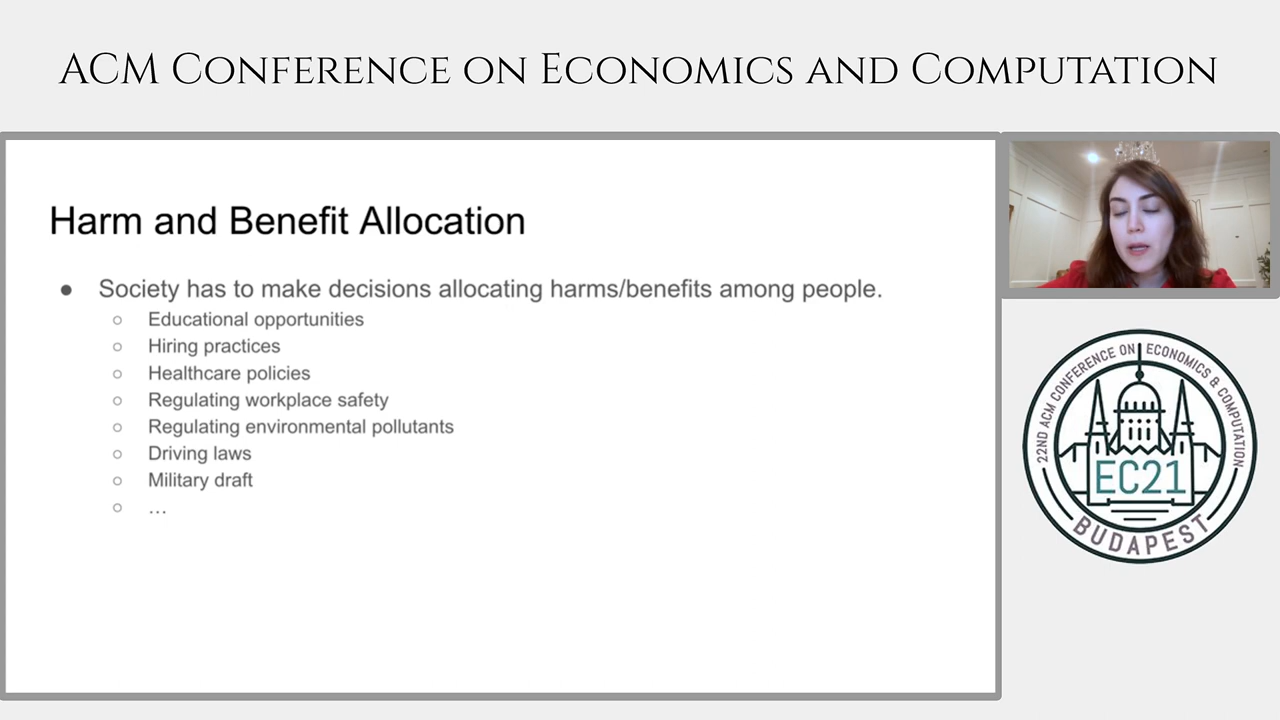 ACM Conference on Economics and Computation
Harm and Benefit Allocation
● Society has to make decisions allocating harms/benefits among people.
○ Educational opportunities
○ Hiring practices
○ Healthcare policies
○ Regulating workplace safety
○ Regulating environmental pollutants
○ Driving laws
○ Military draft
○ ...
22ND ACM CONFERENCE ON ECONOMICS & COMPUTATION
EC21
BUDAPEST